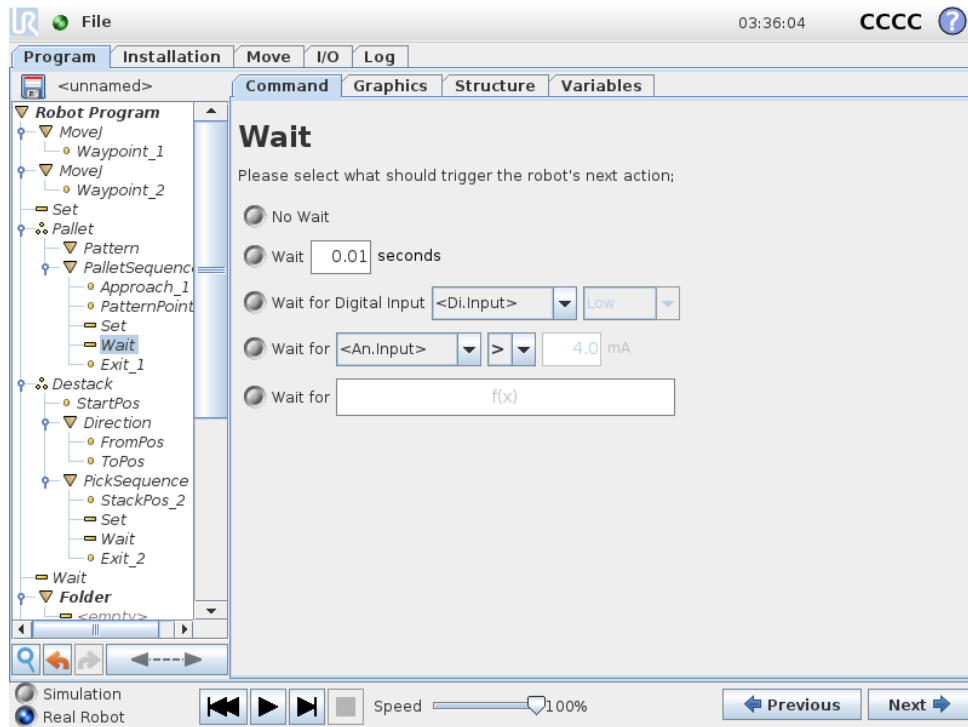 UR File 03:36:04 CCCC ?
Program Installation Move I/O Log
<unnamed> Command Graphics Structure Variables
Robot Program
MoveJ
Waypoint_1
MoveJ
Waypoint_2
Set
Pallet
Pattern
PalletSequenc
Approach_1
PatternPoint
Set
Wait
Exit_1
Destack
StartPos
Direction
FromPos
ToPos
PickSequence
StackPos_2
Set
Wait
Exit_2
Wait
Folder
<empty>
Wait
Please select what should trigger the robot's next action;
No Wait
Wait 0.01 seconds
Wait for Digital Input <Di.Input> Low
Wait for <An.Input> > 4.0 mA
Wait for f(x)
Simulation
Real Robot
Speed 100%
Previous Next